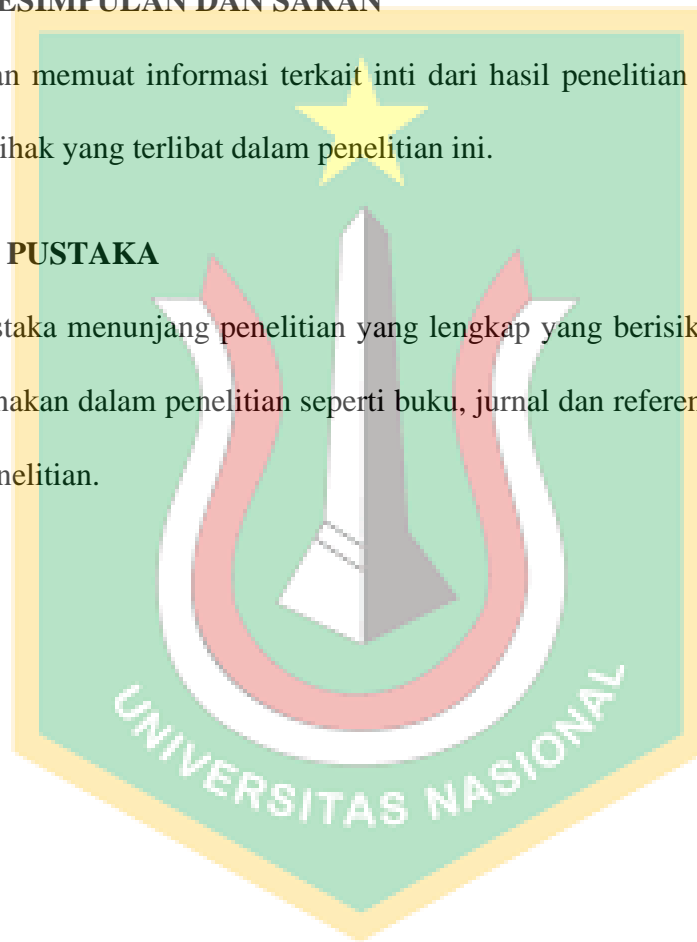 ESIMPULAN DAN SARAN
an memuat informasi terkait inti dari hasil penelitian
ihak yang terlibat dalam penelitian ini.
PUSTAKA
staka menunjang penelitian yang lengkap yang berisik
nakan dalam penelitian seperti buku, jurnal dan referen
nelitian.
UNIVERSITAS NASIONAL